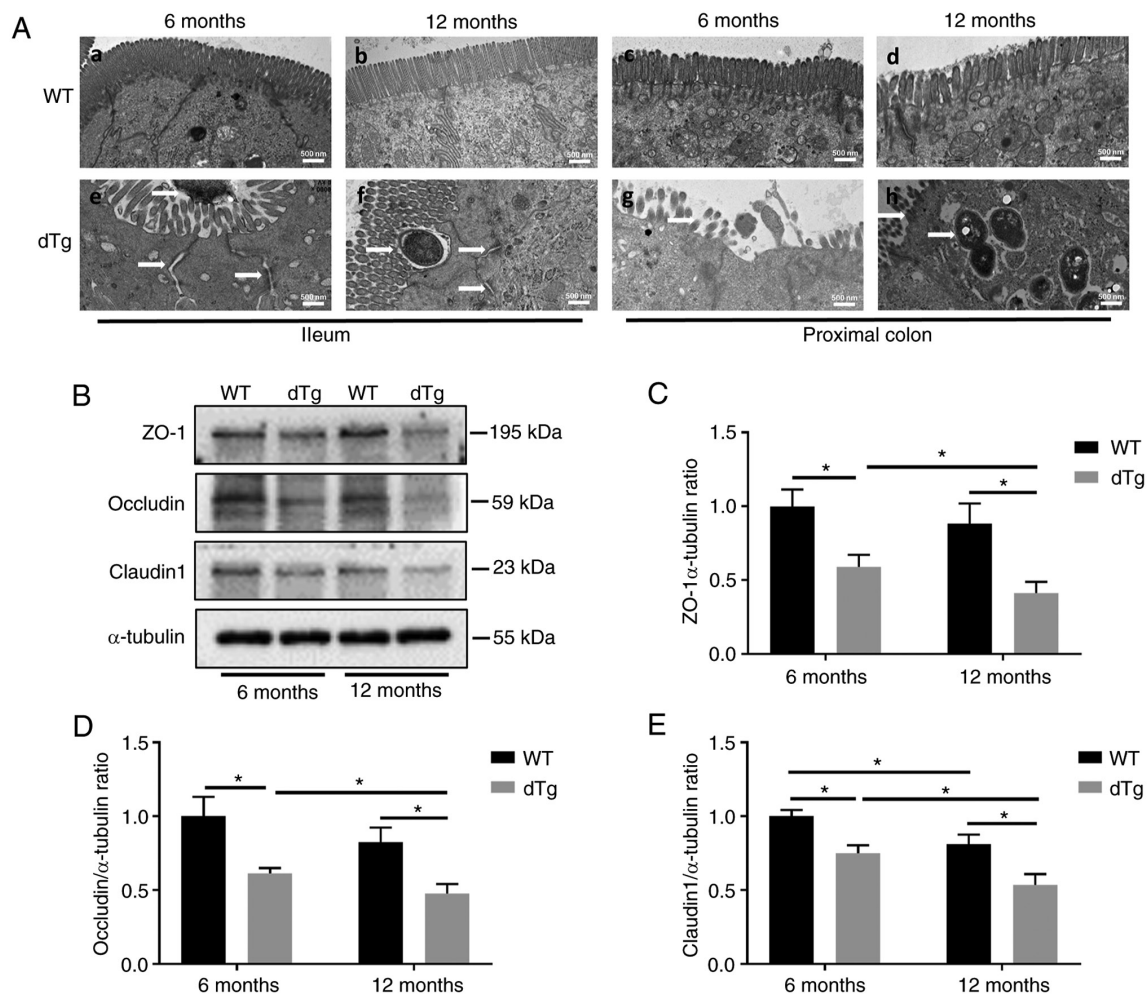 A
6 months
12 months
6 months
12 months
WT
a
b
c
d
500 nm
500 nm
500 nm
500 nm
dTg
e
f
g
h
500 nm
500 nm
500 nm
500 nm
Ileum
Proximal colon
B
WT dTg WT dTg
ZO-1
195 kDa
Occludin
59 kDa
Claudin1
23 kDa
α-tubulin
55 kDa
6 months
12 months
C
ZO-1α-tubulin ratio
1.5
1.0
0.5
0.0
*
*
*
6 months
12 months
WT
dTg
D
Occludin/α-tubulin ratio
1.5
1.0
0.5
0.0
*
*
*
6 months
12 months
WT
dTg
E
Claudin1/α-tubulin ratio
1.5
1.0
0.5
0.0
*
*
*
*
6 months
12 months
WT
dTg